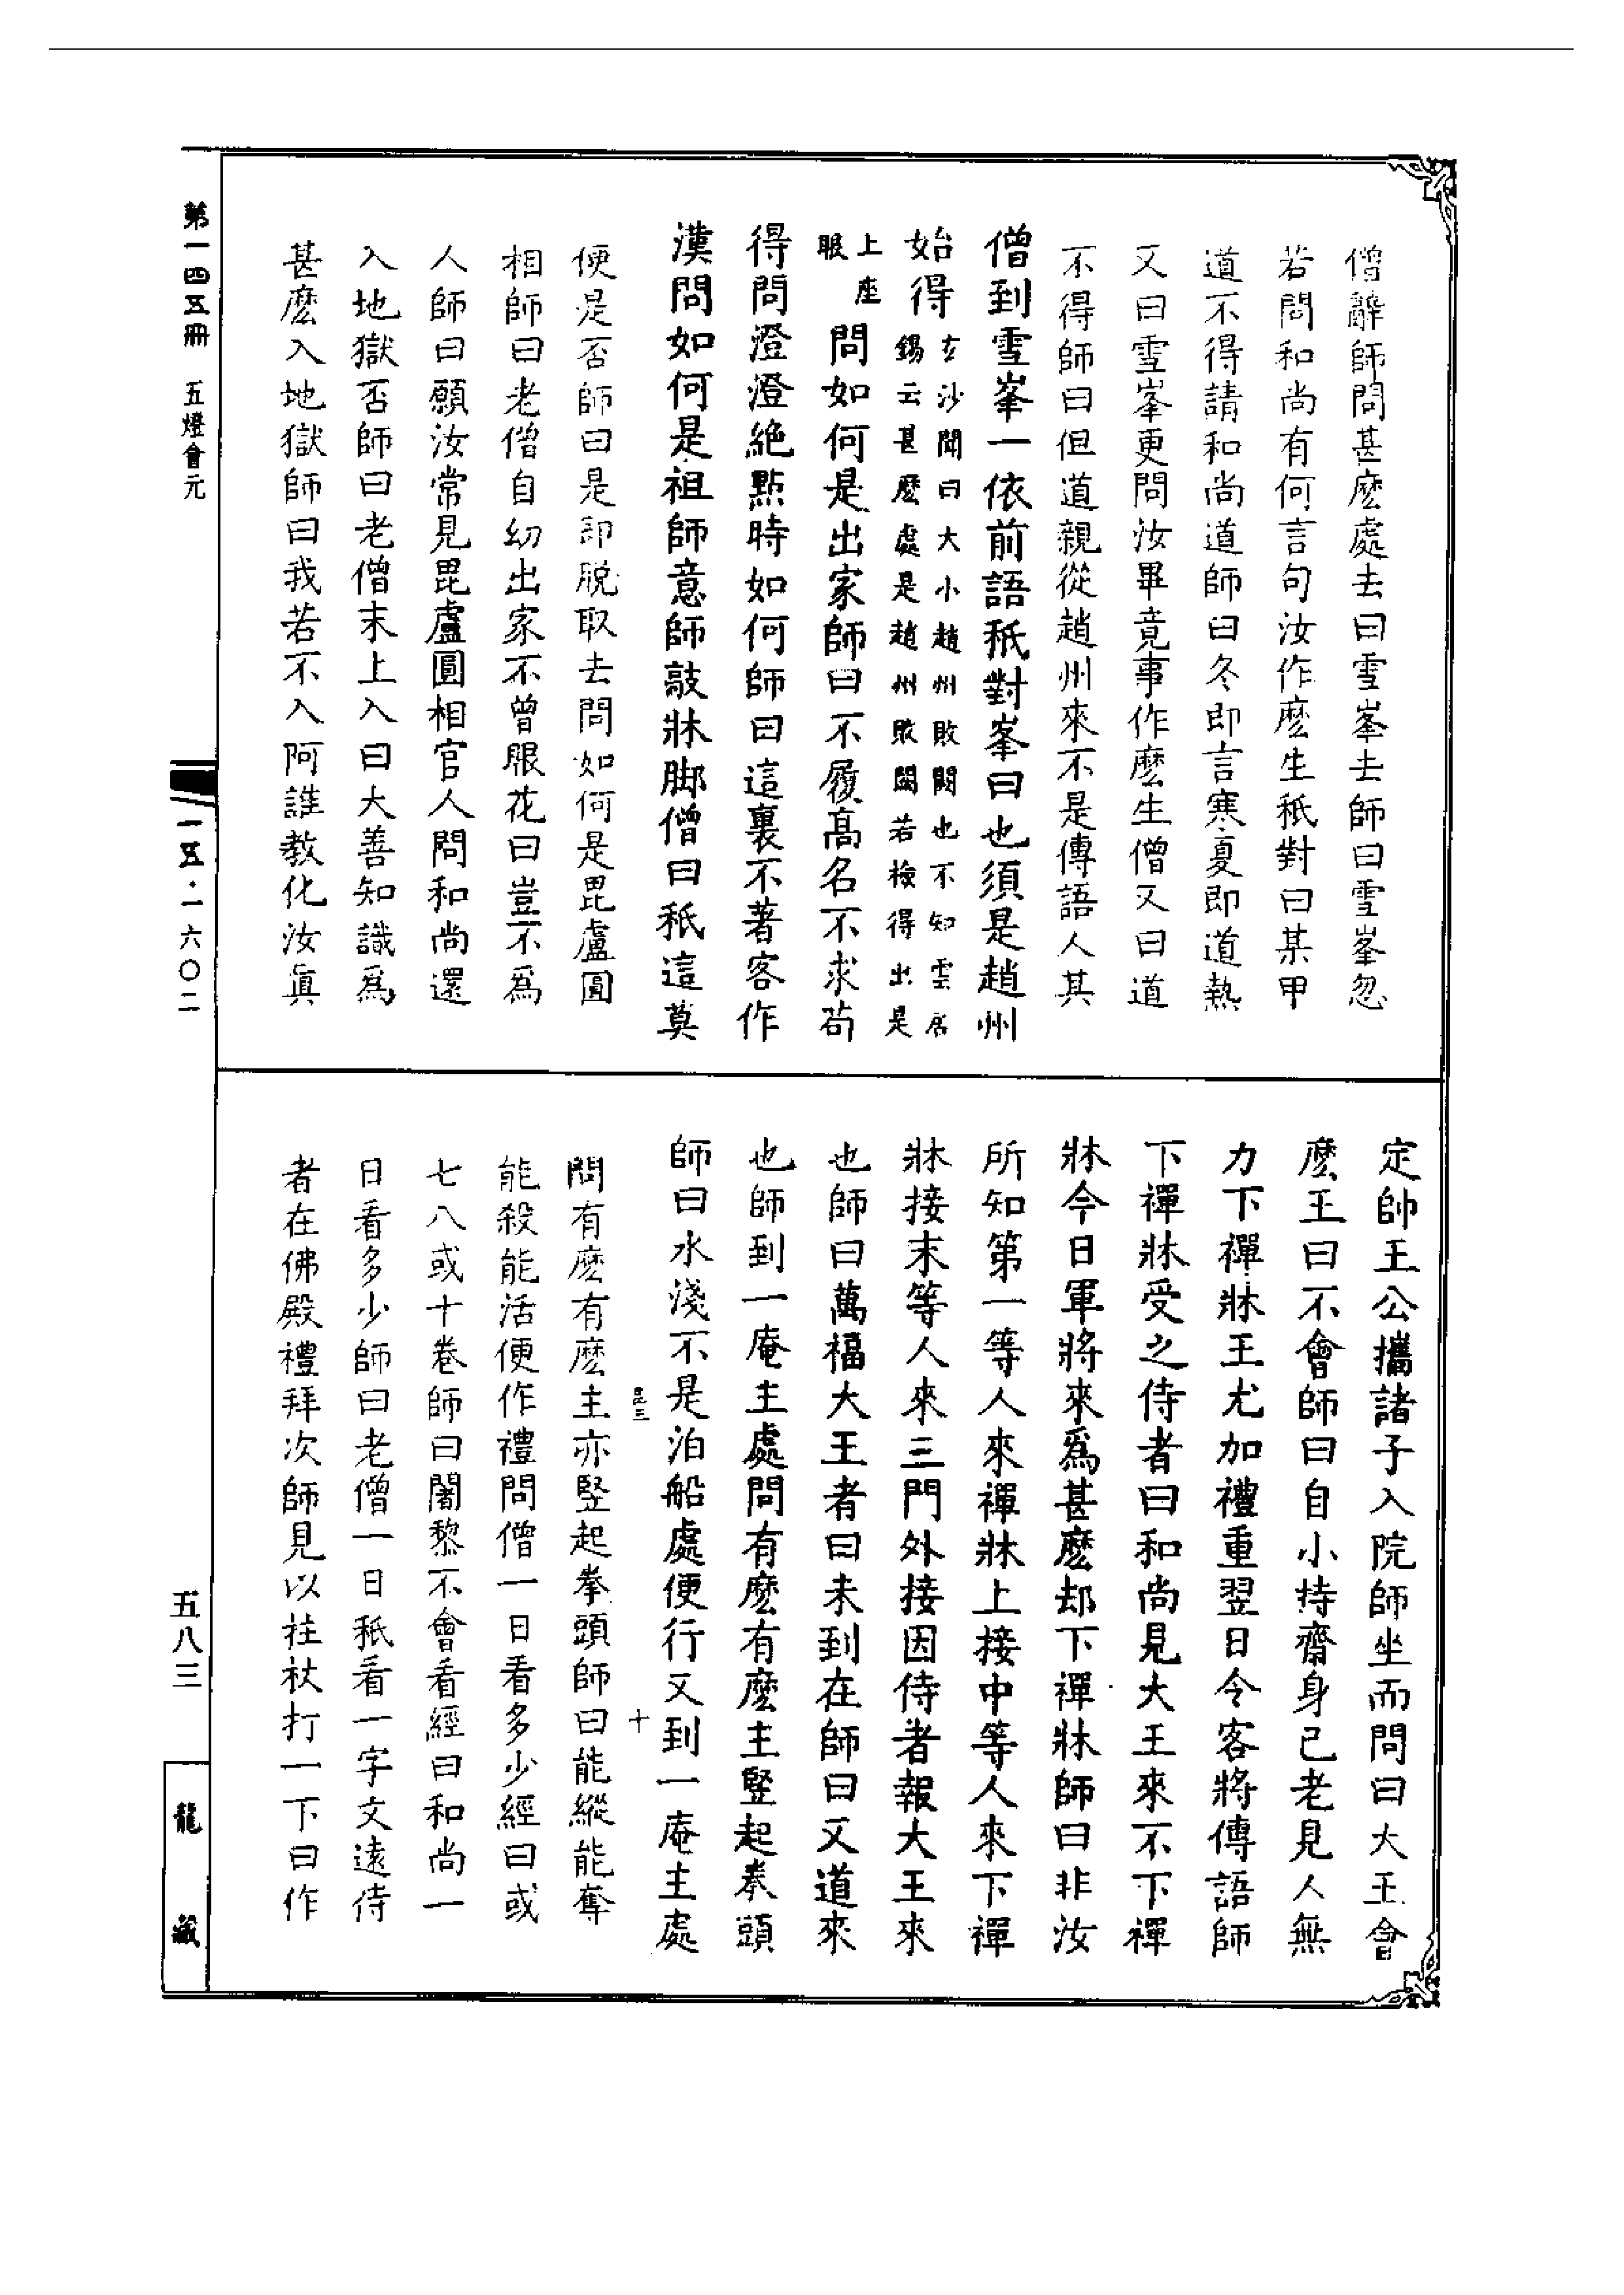 僧辭師問甚麽處去曰雪峯去師曰雪峯忽
若問和尚有何言句汝作麽生秖對曰某甲
道不得請和尚道師曰冬即言寒夏即道熱
又曰雪峯更問汝畢竟事作麽生僧又曰道
不得師曰但道親從趙州來不是傳語人其
僧到雪峯一依前語秖對峯曰也須是趙州
始得玄沙聞曰大小趙州敗闕也不知雲居
錫云甚麽處是趙州敗闕若檢得出是
上座
眼問如何是出家師曰不履高名不求苟
得問澄澄絶點時如何師曰這裏不著客作
漢問如何是祖師意師敲牀脚僧曰秖這莫
便是否師曰是即脱取去問如何是毘盧圓
相師曰老僧自幼出家不曾眼花曰豈不爲
人師曰願汝常見毘盧圓相官人問和尚還
入地獄否師曰老僧末上入曰大善知識爲
甚麽入地獄師曰我若不入阿誰教化汝眞
定帥王公攜諸子入院師坐而問曰大王會
麽王曰不會師曰自小持齋身已老見人無
力下禪牀王尤加禮重翌日令客將傳語師
下禪牀受之侍者曰和尚見大王來不下禪
牀今日軍將來爲甚麽却下禪牀師曰非汝
所知第一等人來禪牀上接中等人來下禪
牀接末等人來三門外接因侍者報大王來
也師曰萬福大王者曰未到在師曰又道來
也師到一庵主處問有麽有麽主竪起拳頭
師曰水淺不是泊船處便行又到一庵主處
問有麽有麽主亦竪起拳頭師曰能縱能奪
能殺能活便作禮問僧一日看多少經曰或
七八或十卷師曰闍黎不會看經曰和尚一
日看多少師曰老僧一日秖看一字文遠侍
者在佛殿禮拜次師見以拄杖打一下曰作
第一四五冊　五燈會元
一五·一六〇二
五八三
龍藏
十